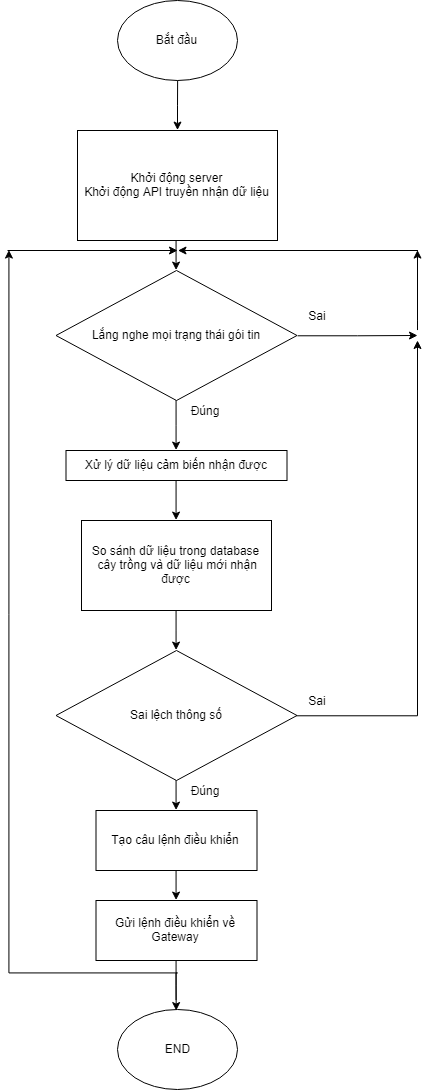 Bắt đầu
Khởi động server
Khởi động API truyền nhận dữ liệu
Lắng nghe mọi trạng thái gói tin
Sai
Đúng
Xử lý dữ liệu cảm biến nhận được
So sánh dữ liệu trong database
cây trồng và dữ liệu mới nhận
được
Sai lệch thông số
Sai
Đúng
Tạo câu lệnh điều khiển
Gửi lệnh điều khiển về
Gateway
END